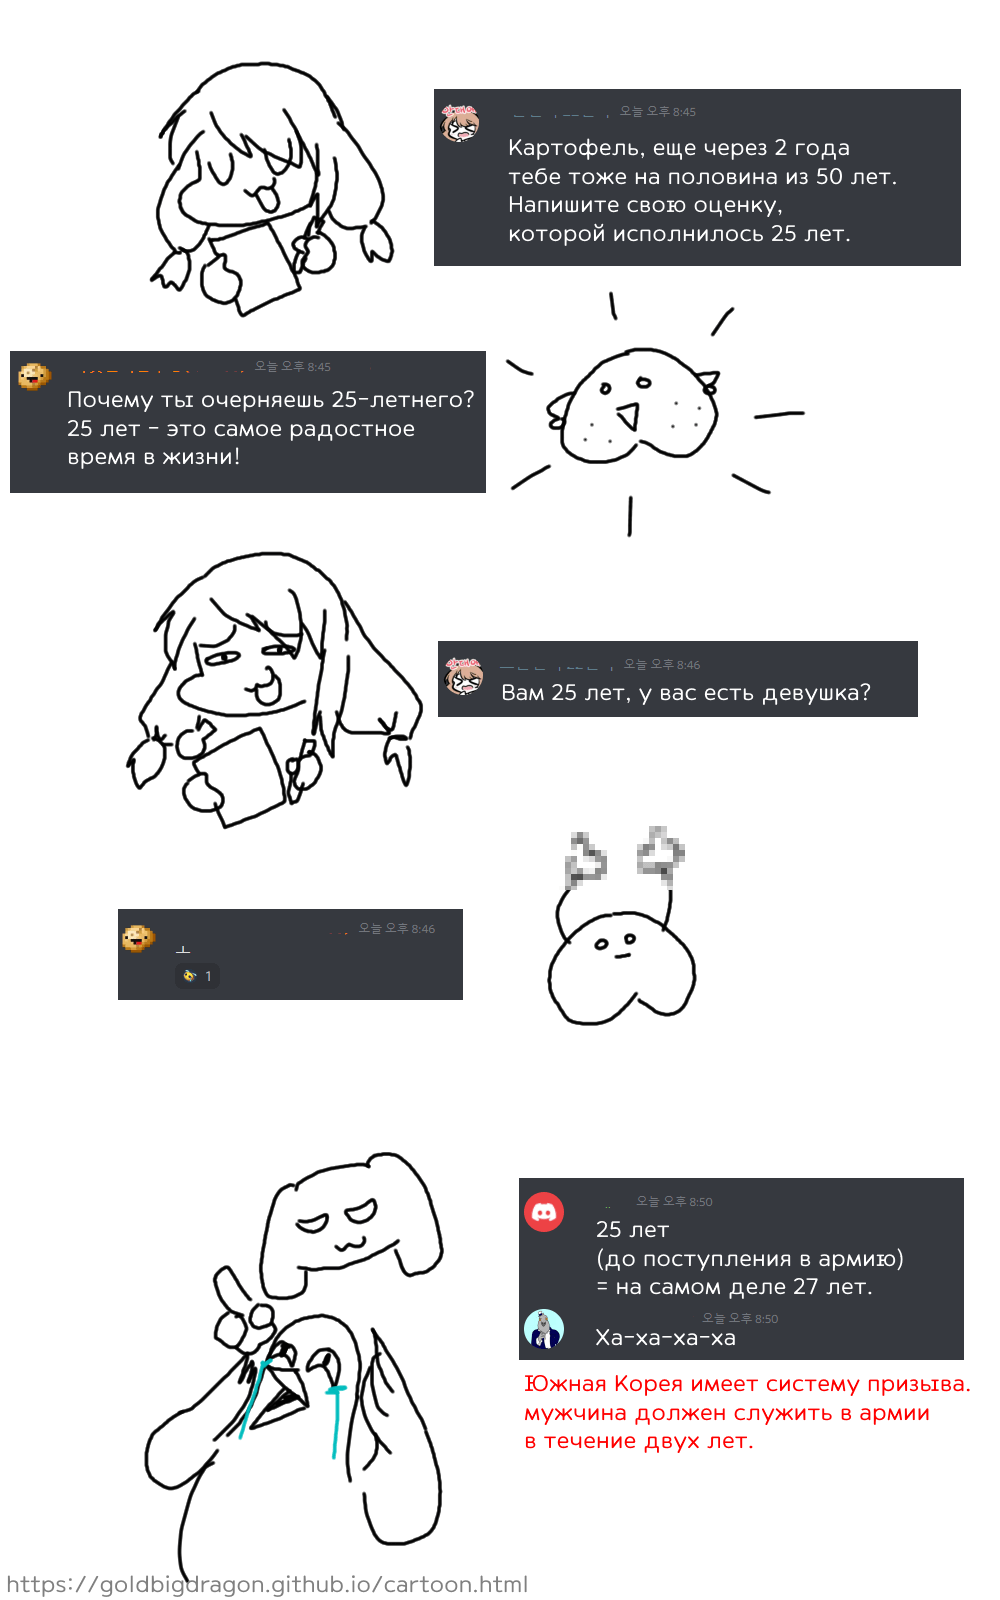 오늘 오후 8:45
Картофель, еще через 2 года
тебе тоже на половина из 50 лет.
Напишите свою оценку,
которой исполнилось 25 лет.
오늘 오후 8:45
Почему ты очерняешь 25-летнего?
25 лет - это самое радостное
время в жизни!
오늘 오후 8:46
Вам 25 лет, у вас есть девушка?
오늘 오후 8:46
ㅗ
1
오늘 오후 8:50
25 лет
(до поступления в армию)
= на самом деле 27 лет.
오늘 오후 8:50
Ха-ха-ха-ха
Южная Корея имеет систему призыва.
мужчина должен служить в армии
в течение двух лет.
https://goldbigdragon.github.io/cartoon.html